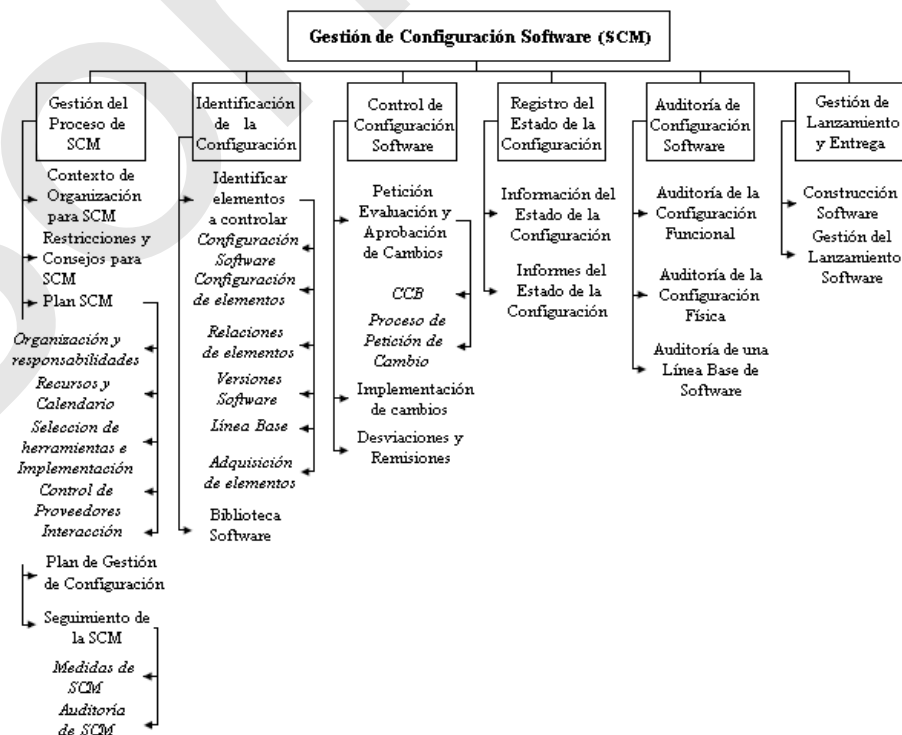 Gestión de Configuración Software (SCM)
Gestión del
Proceso de
SCM
Contexto de
Organización
para SCM
Restricciones y
Consejos para
SCM
Plan SCM
Organización y
responsabilidades
Recursos y
Calendario
Seleccion de
herramientas e
Implementación
Control de
Proveedores
Interacción
Plan de Gestión
de Configuración
Seguimiento de
la SCM
Medidas de
SCM
Auditoría
de SCM
Identificación
de la
Configuración
Identificar
elementos
a controlar
Configuración
Software
Configuración
de elementos
Relaciones
de elementos
Versiones
Software
Línea Base
Adquisición
de elementos
Biblioteca
Software
Control de
Configuración
Software
Petición
Evaluación y
Aprobación
de Cambios
CCB
Proceso de
Petición de
Cambio
Implementación
de cambios
Desviaciones y
Remisiones
Registro del
Estado de la
Configuración
Información del
Estado de la
Configuración
Informes del
Estado de la
Configuración
Auditoría de
Configuración
Software
Auditoría de la
Configuración
Funcional
Auditoría de la
Configuración
Física
Auditoría de una
Línea Base de
Software
Gestión de
Lanzamiento
y Entrega
Construcción
Software
Gestión del
Lanzamiento
Software